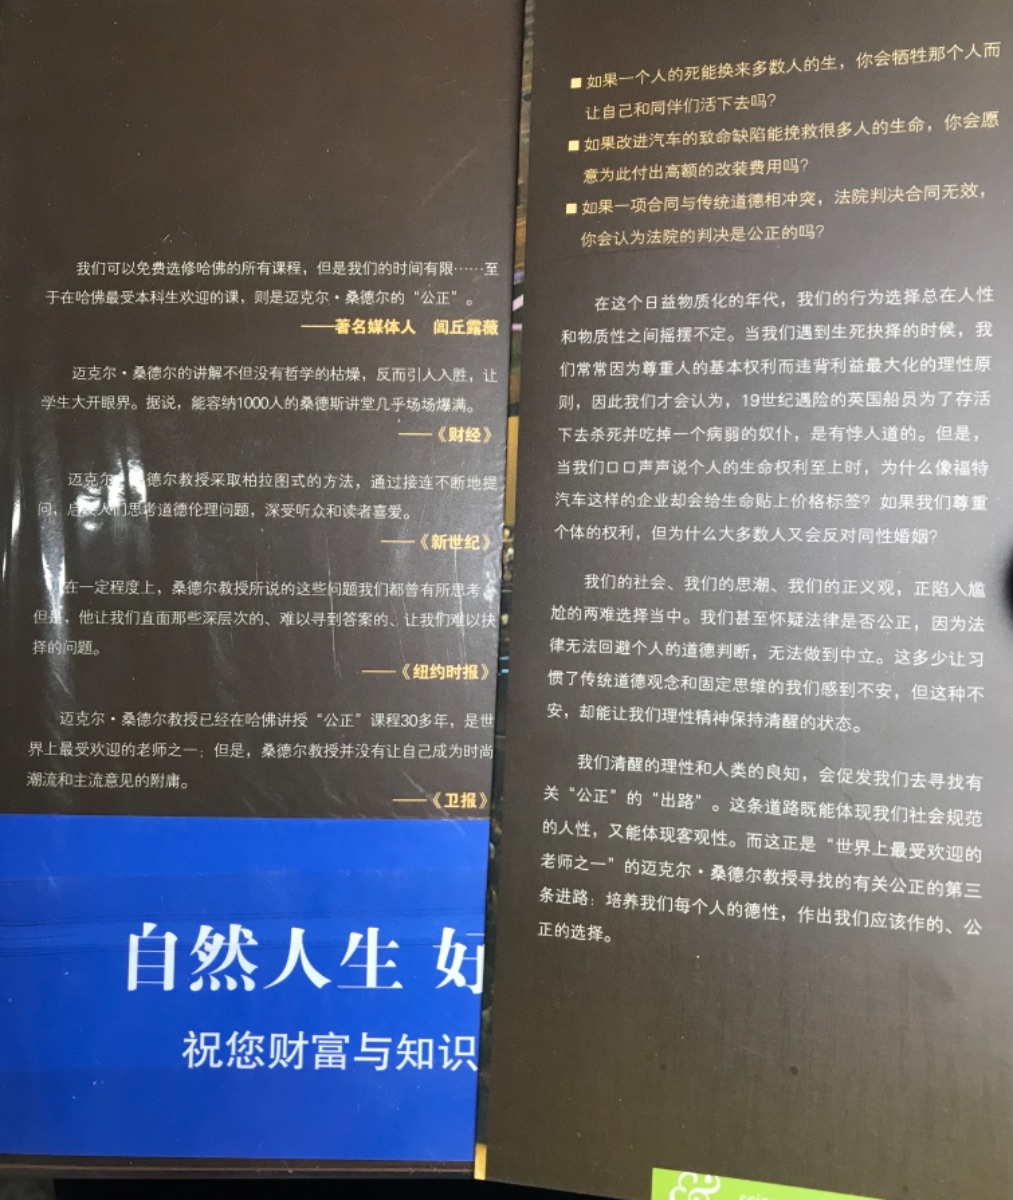 我们可以免费选修哈佛的所有课程，但是我们的时间有限……至
于在哈佛最受本科生欢迎的课，则是迈克尔·桑德尔的“公正”。
——著名媒体人 闾丘露薇
迈克尔·桑德尔的讲解不但没有哲学的枯燥，反而引人入胜，让
学生大开眼界。据说，能容纳1000人的桑德斯讲堂几乎场场爆满。
——《财经》
迈克尔·桑德尔教授采取柏拉图式的方法，通过接连不断地提
问，启发人们思考道德伦理问题，深受听众和读者喜爱。
——《新世纪》
在一定程度上，桑德尔教授所说的这些问题我们都曾有所思考。
但是，他让我们直面那些深层次的、难以寻到答案的、让我们难以抉
择的问题。
——《纽约时报》
迈克尔·桑德尔教授已经在哈佛讲授“公正”课程30多年，是世
界上最受欢迎的老师之一；但是，桑德尔教授并没有让自己成为时尚
潮流和主流意见的附庸。
——《卫报》
自然人生 好
祝您财富与知识
■如果一个人的死能换来多数人的生，你会牺牲那个人而
让自己和同伴们活下去吗？
■如果改进汽车的致命缺陷能挽救很多人的生命，你会愿
意为此付出高额的改装费用吗？
■如果一项合同与传统道德相冲突，法院判决合同无效，
你会认为法院的判决是公正的吗？
在这个日益物质化的年代，我们的行为选择总在人性
和物质性之间摇摆不定。当我们遇到生死抉择的时候，我
们常常因为尊重人的基本权利而违背利益最大化的理性原
则，因此我们才会认为，19世纪遇险的英国船员为了存活
下去杀死并吃掉一个病弱的奴仆，是有悖人道的。但是，
当我们口口声声说个人的生命权利至上时，为什么像福特
汽车这样的企业却会给生命贴上价格标签？如果我们尊重
个体的权利，但为什么大多数人又会反对同性婚姻？
我们的社会、我们的思潮、我们的正义观，正陷入尴
尬的两难选择当中。我们甚至怀疑法律是否公正，因为法
律无法回避个人的道德判断，无法做到中立。这多少让习
惯了传统道德观念和固定思维的我们感到不安，但这种不
安，却能让我们理性精神保持清醒的状态。
我们清醒的理性和人类的良知，会促发我们去寻找有
关“公正”的“出路”。这条道路既能体现我们社会规范
的人性，又能体现客观性。而这正是“世界上最受欢迎的
老师之一”的迈克尔·桑德尔教授寻找的有关公正的第三
条进路：培养我们每个人的德性，作出我们应该作的、公
正的选择。